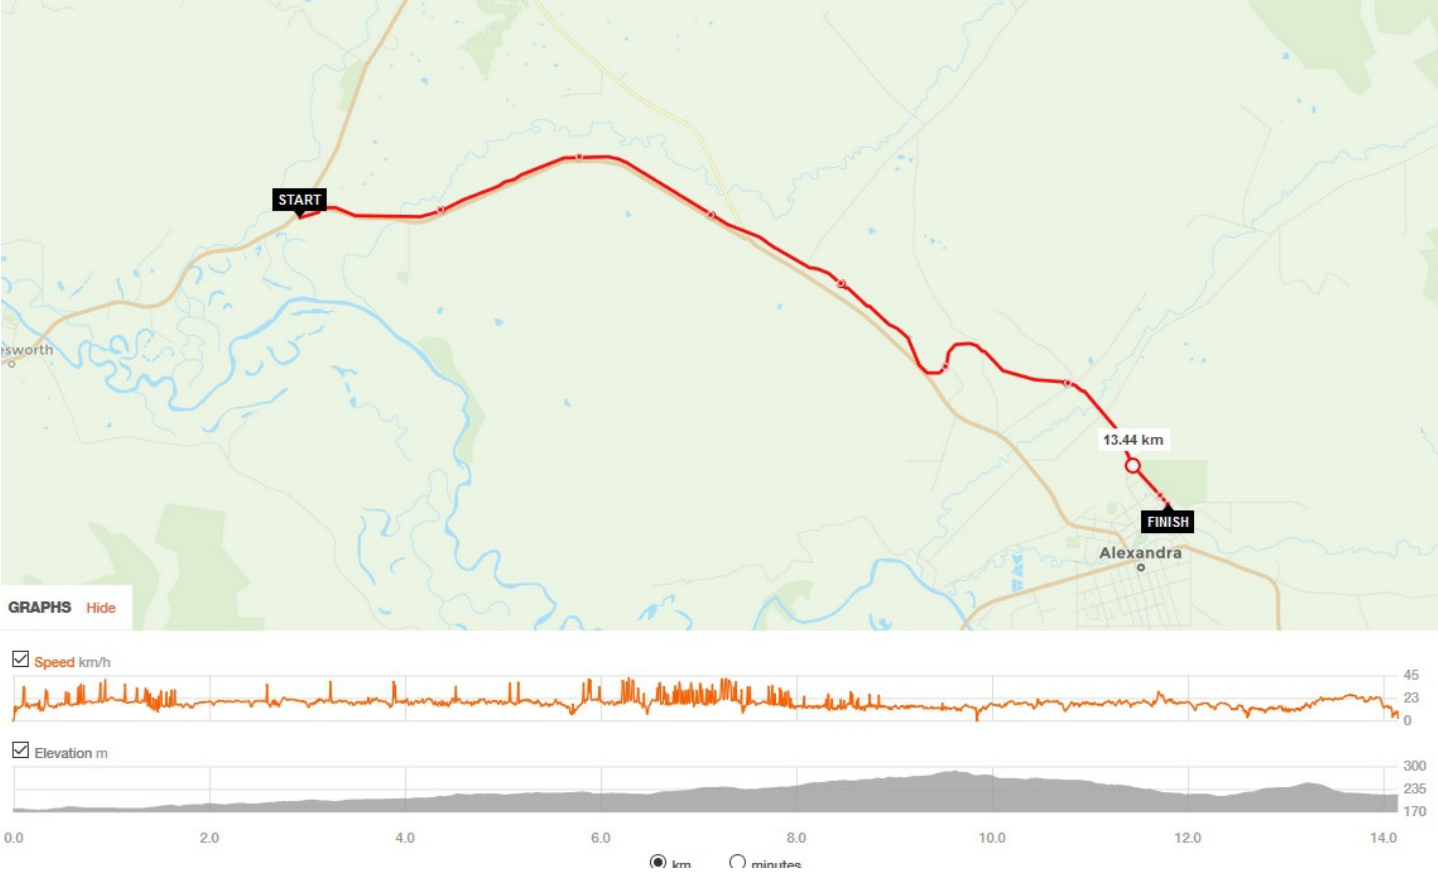 START
esworth
13.44 km
FINISH
Alexandra
GRAPHS Hide
Speed km/h
45
23
0
Elevation m
300
235
170
0.0 2.0 4.0 6.0 8.0 10.0 12.0 14.0
km minutes